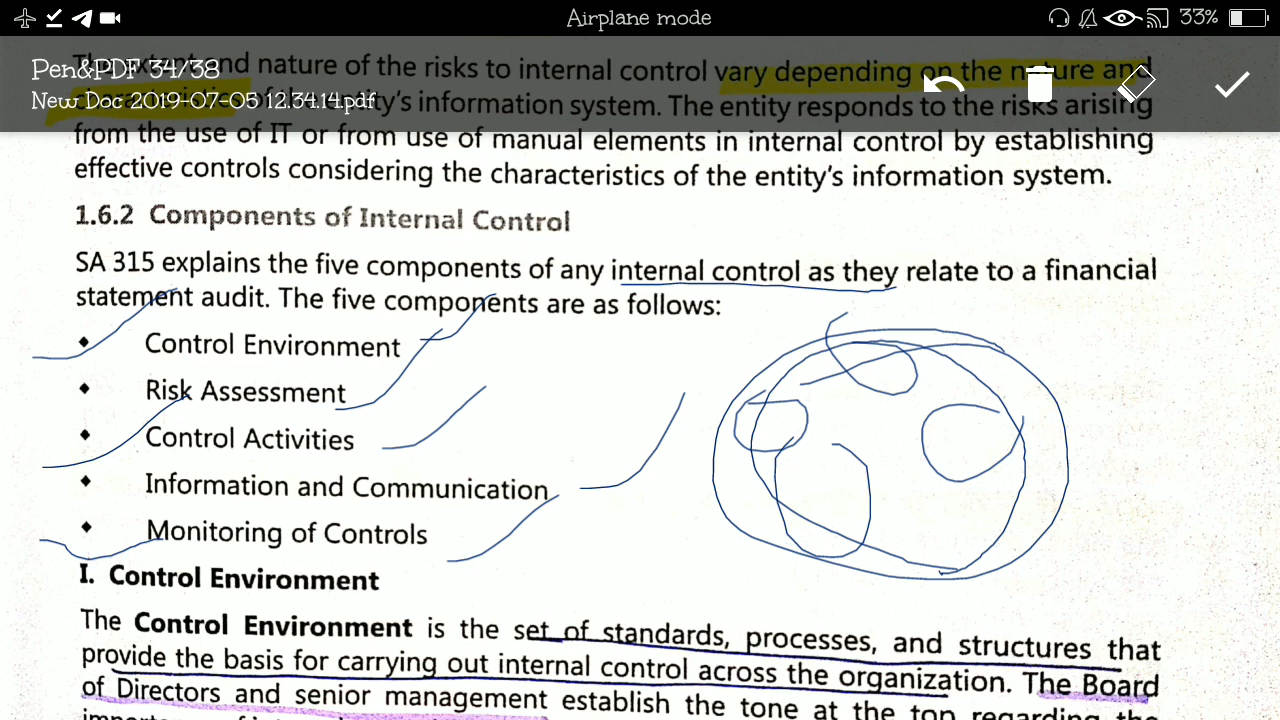 Airplane mode
33%
Pen&PDF 34/38
New Doc 2019-07-05 12.34.14.pdf
nature of the risks to internal control vary depending on the nature and
entity's information system. The entity responds to the risks arising
from the use of IT or from use of manual elements in internal control by establishing
effective controls considering the characteristics of the entity's information system.
1.6.2 Components of Internal Control
SA 315 explains the five components of any internal control as they relate to a financial
statement audit. The five components are as follows:
♦ Control Environment
♦ Risk Assessment
♦ Control Activities
♦ Information and Communication
♦ Monitoring of Controls
I. Control Environment
The Control Environment is the set of standards, processes, and structures that
provide the basis for carrying out internal control across the organization. The Board
of Directors and senior management establish the tone at the top regarding the